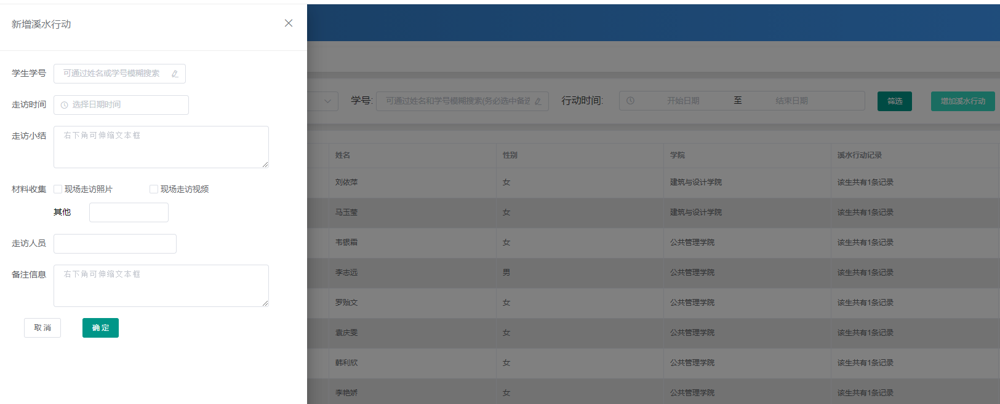 新增溪水行动
学生学号 可通过姓名或学号模糊搜索
走访时间 选择日期时间
走访小结 右下角可伸缩文本框
材料收集 现场走访照片 现场走访视频
其他
走访人员
备注信息 右下角可伸缩文本框
取消 确定
学号: 可通过姓名和学号模糊搜索(务必选中备选 行动时间: 开始日期 至 结束日期 筛选 增加溪水行动
姓名 性别 学院 溪水行动记录
刘依萍 女 建筑与设计学院 该生共有1条记录
马玉莹 女 建筑与设计学院 该生共有1条记录
韦银霜 女 公共管理学院 该生共有1条记录
李志远 男 公共管理学院 该生共有1条记录
罗贻文 女 公共管理学院 该生共有1条记录
袁庆雯 女 公共管理学院 该生共有1条记录
韩利欣 女 公共管理学院 该生共有1条记录
李艳娇 女 公共管理学院 该生共有1条记录